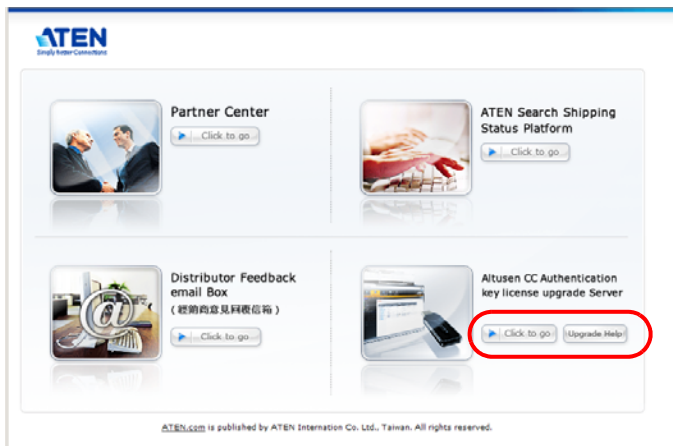 ATEN
Simply Better Connections
Partner Center
Click to go
ATEN Search Shipping
Status Platform
Click to go
Distributor Feedback
email Box
(經銷商意見回覆信箱)
Click to go
Altusen CC Authentication
key license upgrade Server
Click to go
Upgrade Help
ATEN.com is published by ATEN Internation Co. Ltd., Taiwan. All rights reserved.